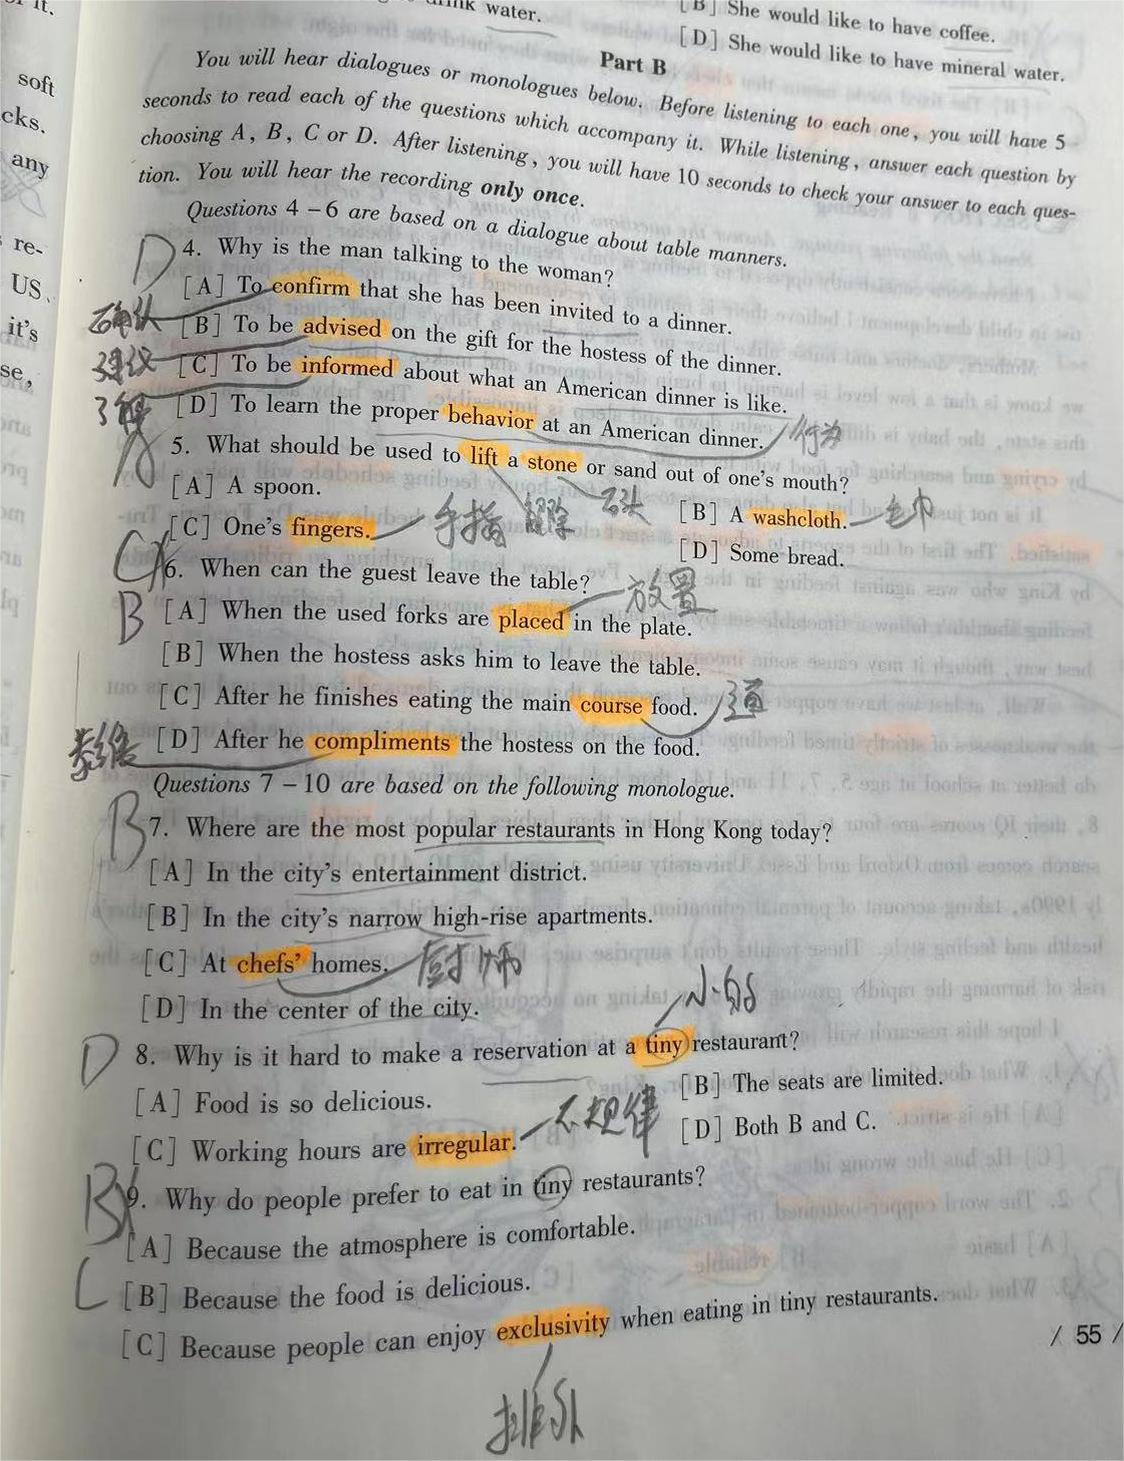 or it.
soft
cks.
any
re-
US.
it's
se,
drink water.
[B] She would like to have coffee.
[D] She would like to have mineral water.
Part B
You will hear dialogues or monologues below. Before listening to each one, you will have 5
seconds to read each of the questions which accompany it. While listening, answer each question by
choosing A, B, C or D. After listening, you will have 10 seconds to check your answer to each ques-
tion. You will hear the recording only once.
Questions 4-6 are based on a dialogue about table manners.
D 4. Why is the man talking to the woman?
[A] To confirm that she has been invited to a dinner.
确认 [B] To be advised on the gift for the hostess of the dinner.
建议 [C] To be informed about what an American dinner is like.
了解 [D] To learn the proper behavior at an American dinner. 行为
A 5. What should be used to lift a stone or sand out of one's mouth?
[A] A spoon.
[B] A washcloth. 毛巾
石头
[C] One's fingers. 手指
[D] Some bread.
C 6. When can the guest leave the table?
B [A] When the used forks are placed in the plate. 放置
[B] When the hostess asks him to leave the table.
[C] After he finishes eating the main course food. 道
[D] After he compliments the hostess on the food.
Questions 7-10 are based on the following monologue.
B 7. Where are the most popular restaurants in Hong Kong today?
[A] In the city's entertainment district.
[B] In the city's narrow high-rise apartments.
[C] At chefs' homes. 厨师
[D] In the center of the city.
小的
D 8. Why is it hard to make a reservation at a tiny restaurant?
[A] Food is so delicious.
[B] The seats are limited.
[C] Working hours are irregular. 不规律
[D] Both B and C.
B 9. Why do people prefer to eat in tiny restaurants?
[A] Because the atmosphere is comfortable.
C [B] Because the food is delicious.
[C] Because people can enjoy exclusivity when eating in tiny restaurants.
排外
/ 55 /